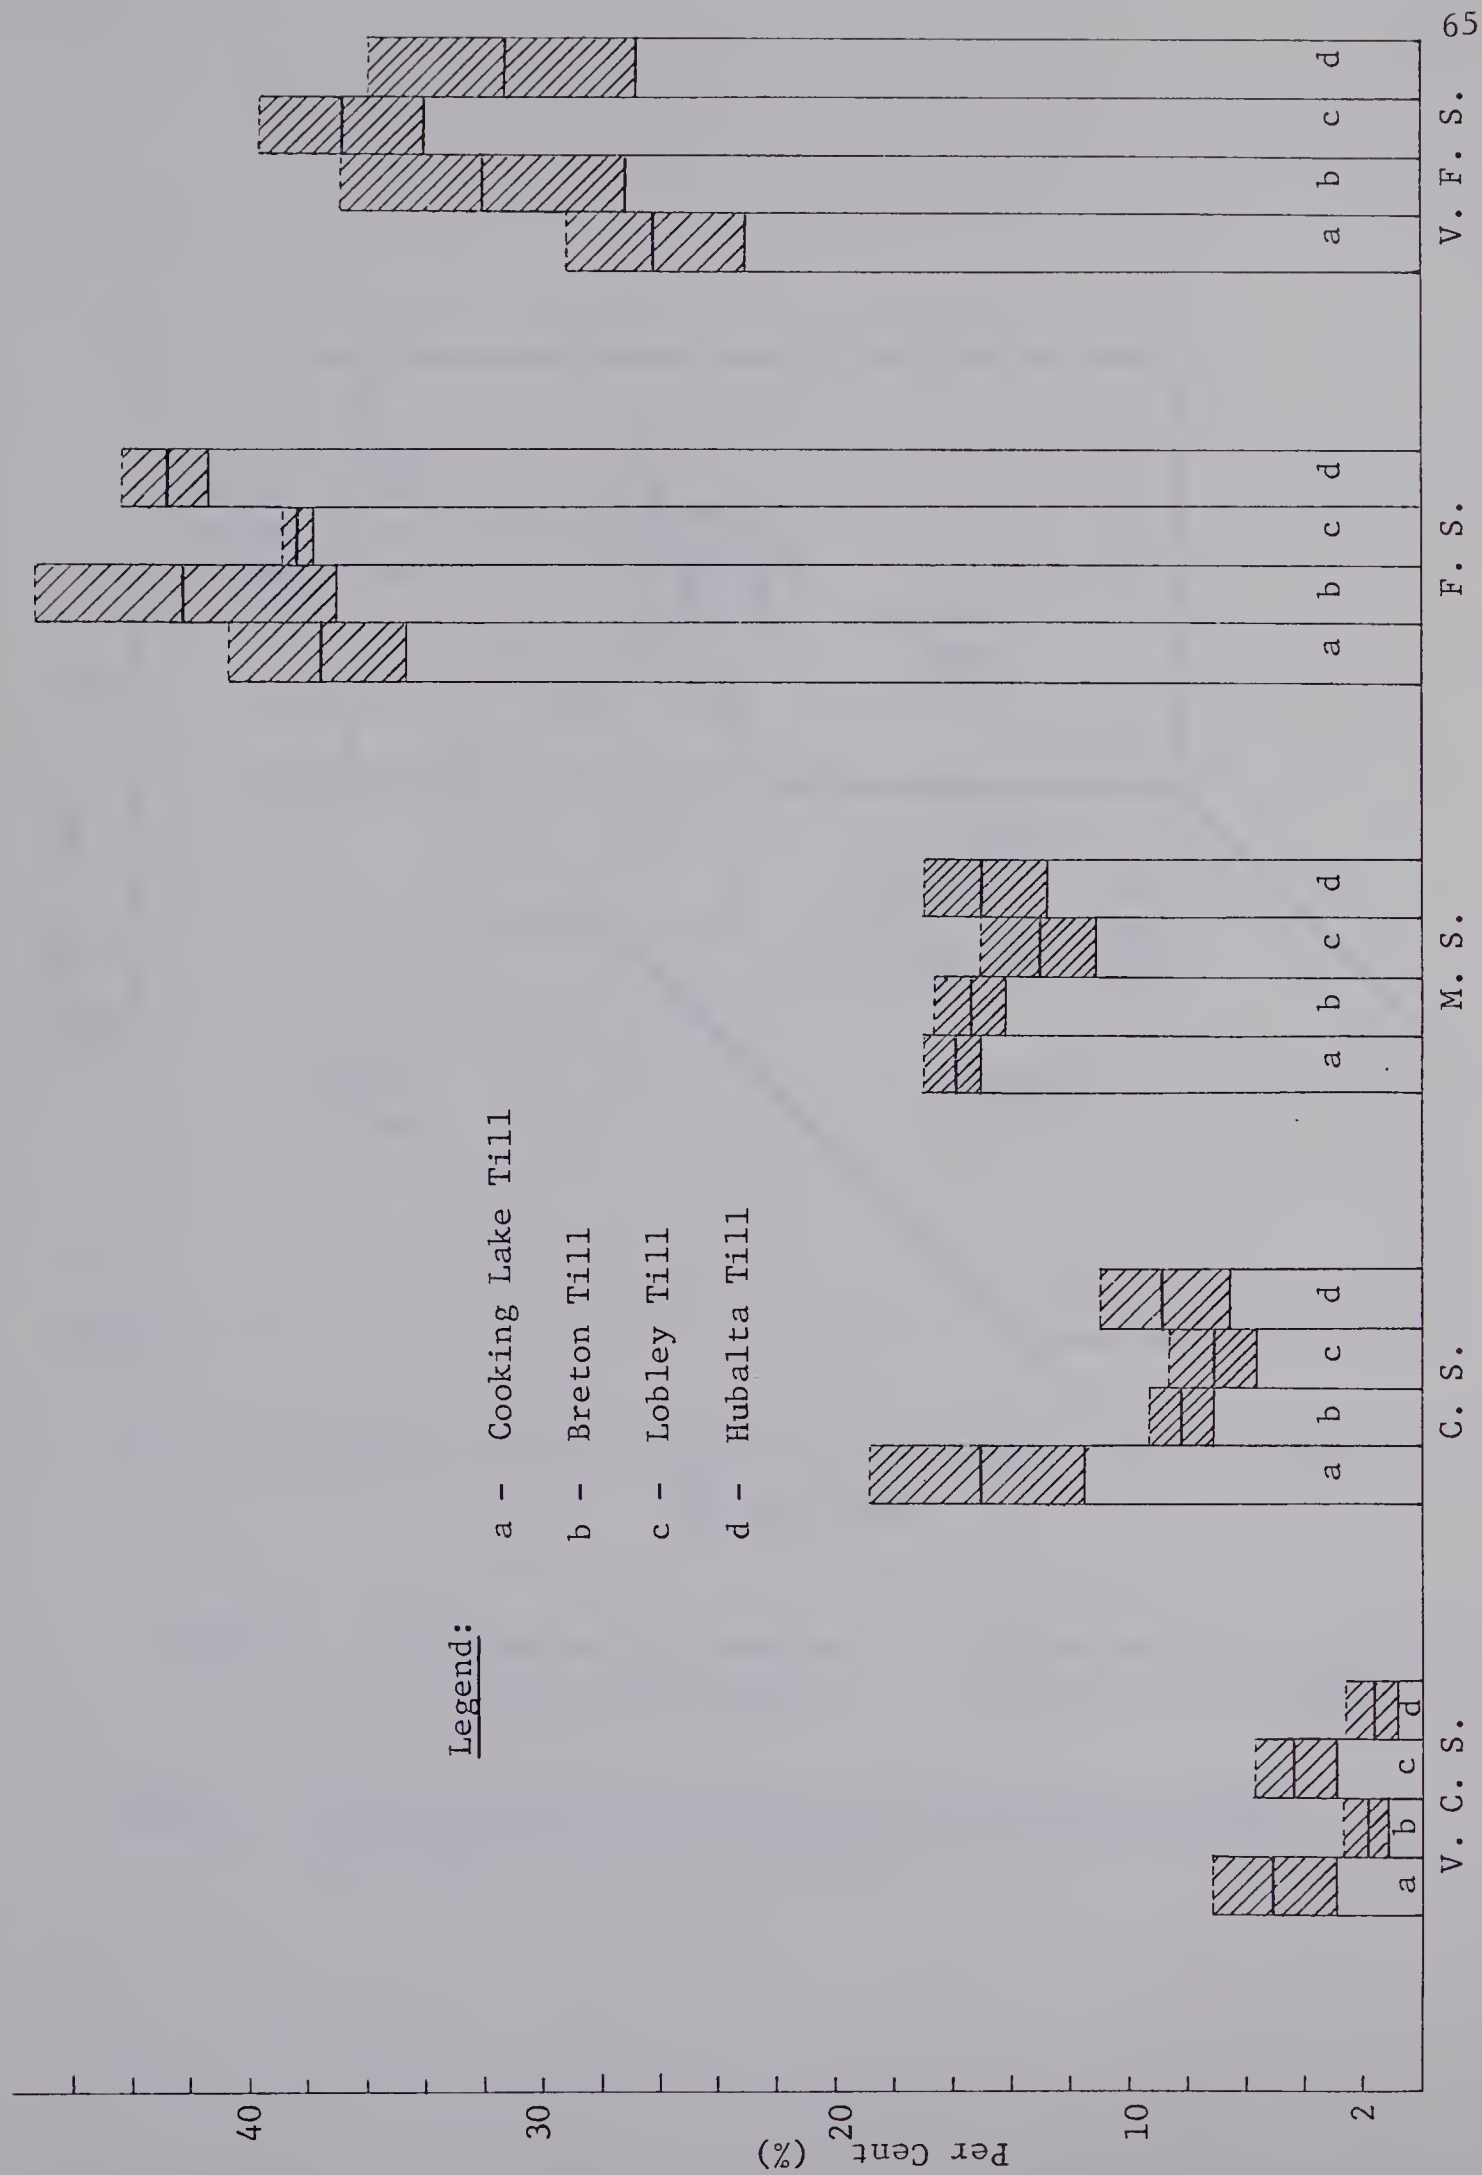 65
Per Cent (%)
40
30
20
10
2
Legend:
a - Cooking Lake Till
b - Breton Till
c - Lobley Till
d - Hubalta Till
a b c d
a b c d
a b c d
a b c d
a b c d
V. C. S. C. S. M. S. F. S. V. F. S.